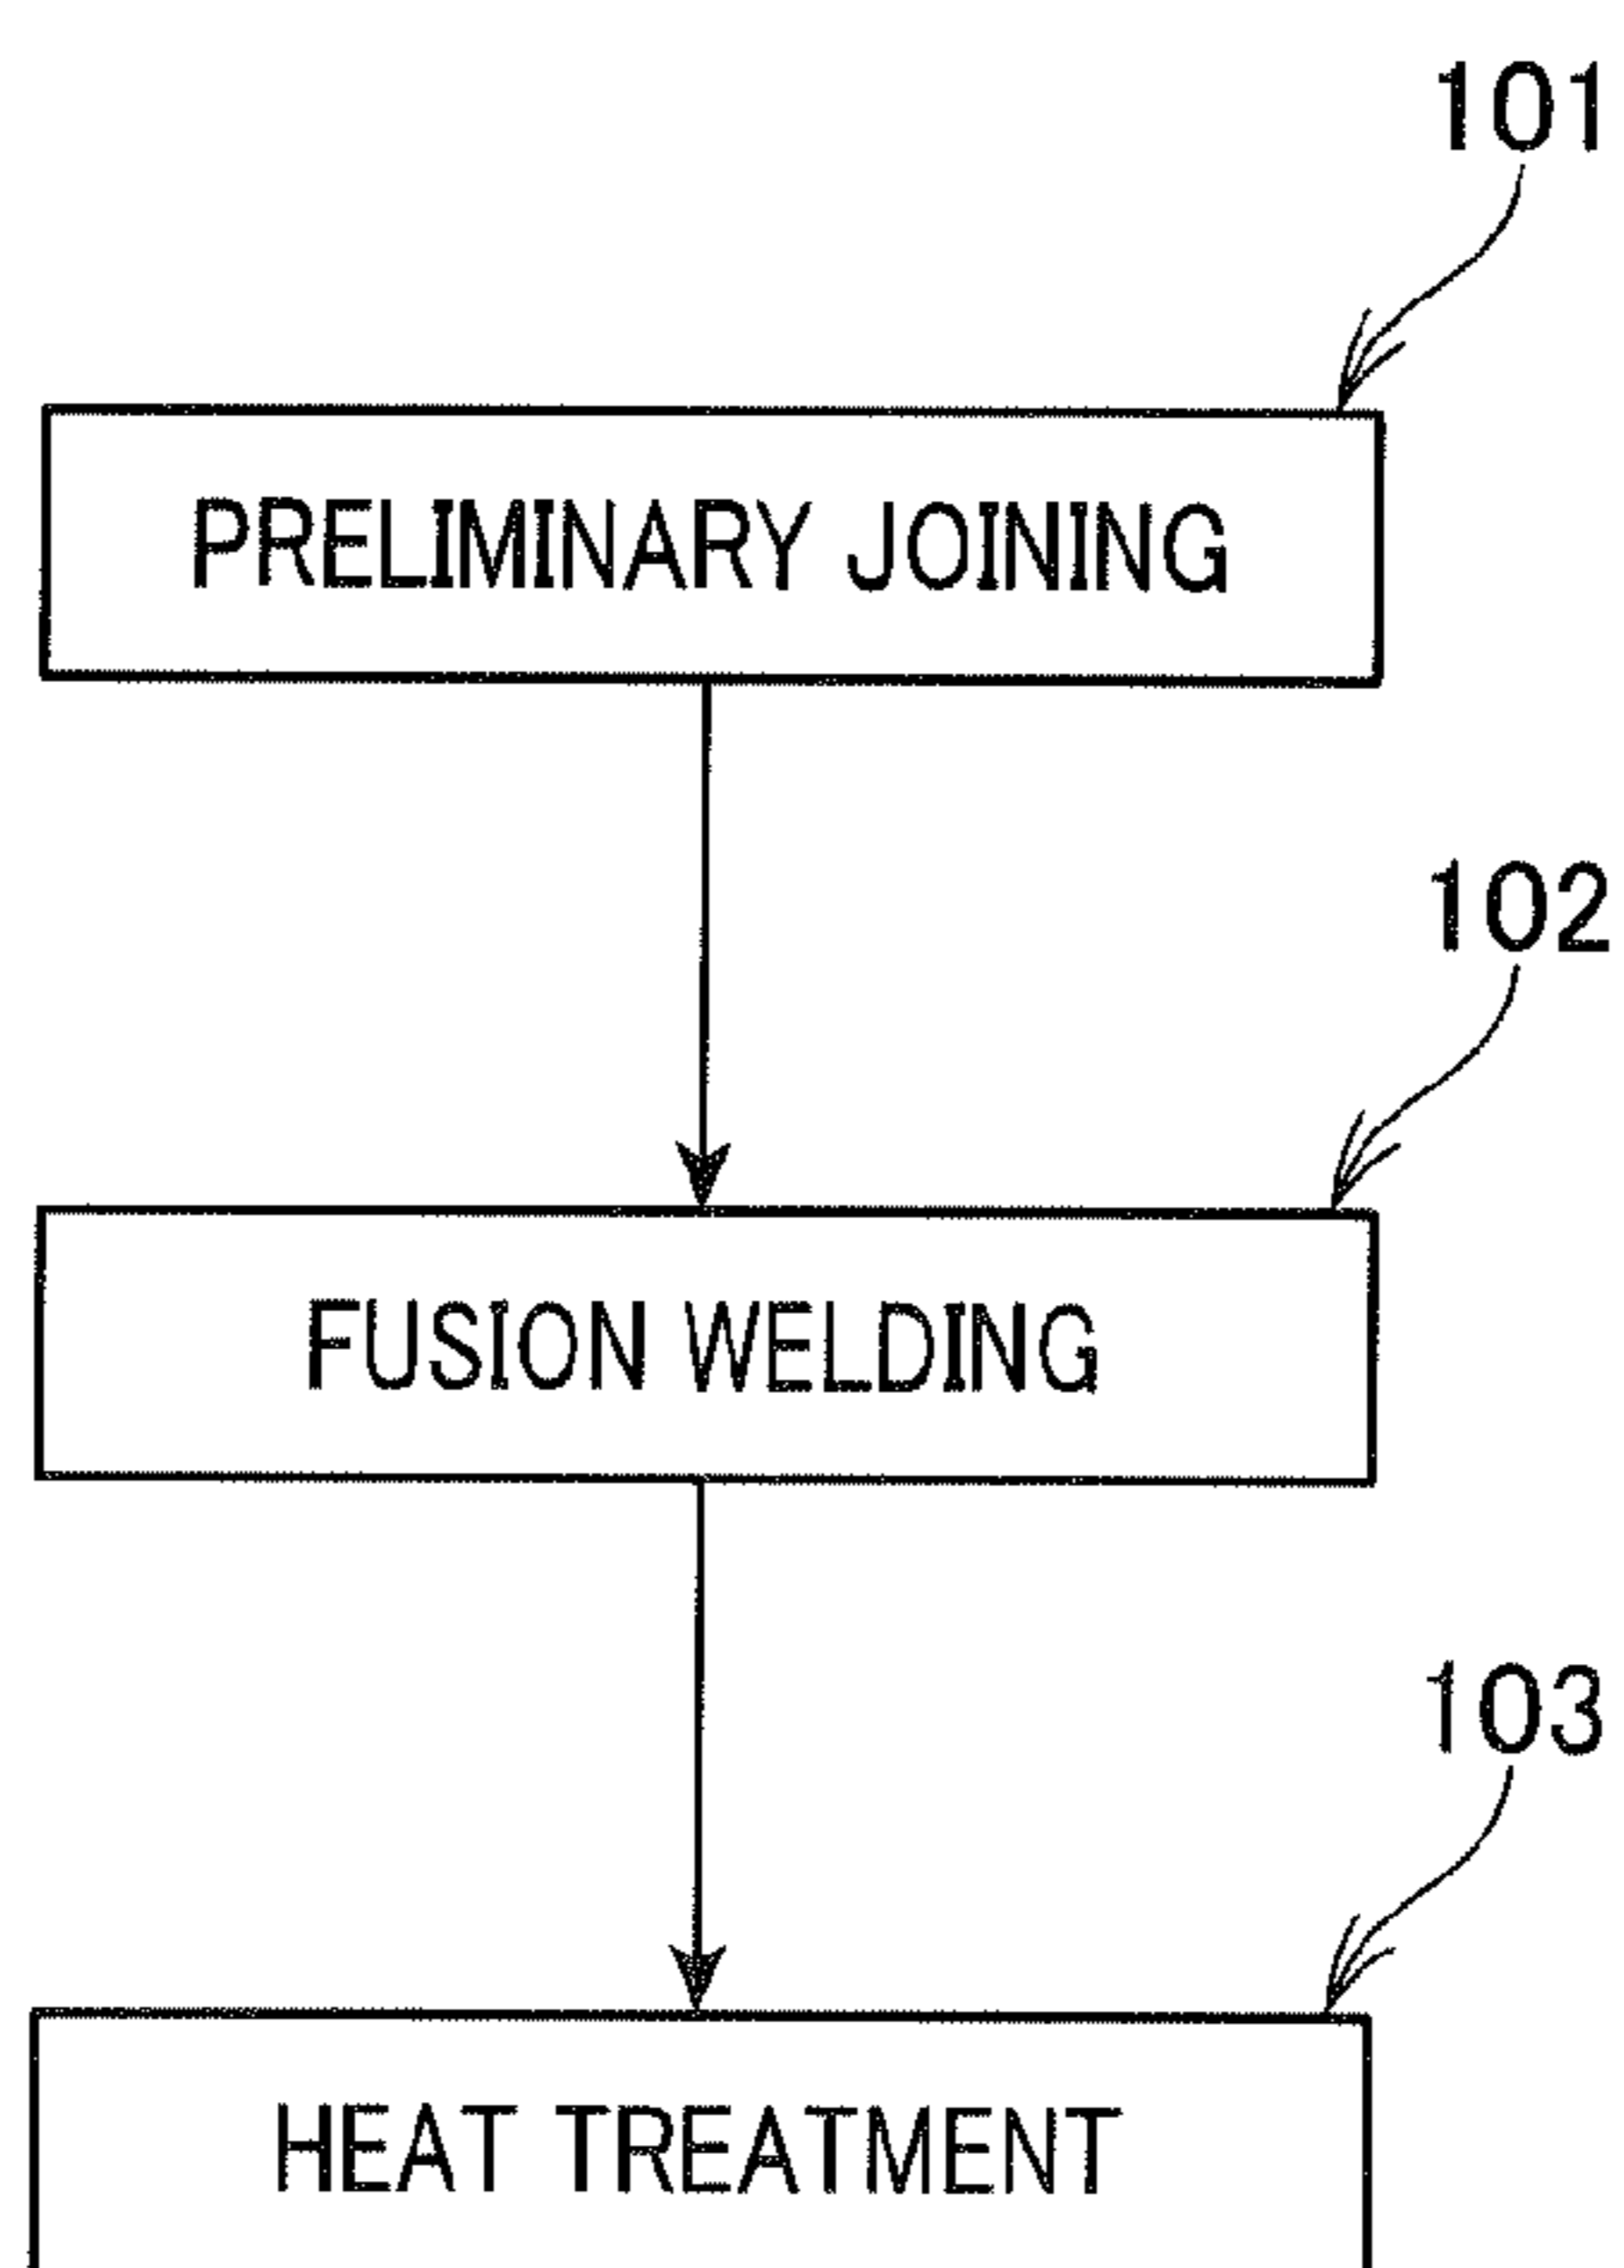 101
PRELIMINARY JOINING
102
FUSION WELDING
103
HEAT TREATMENT